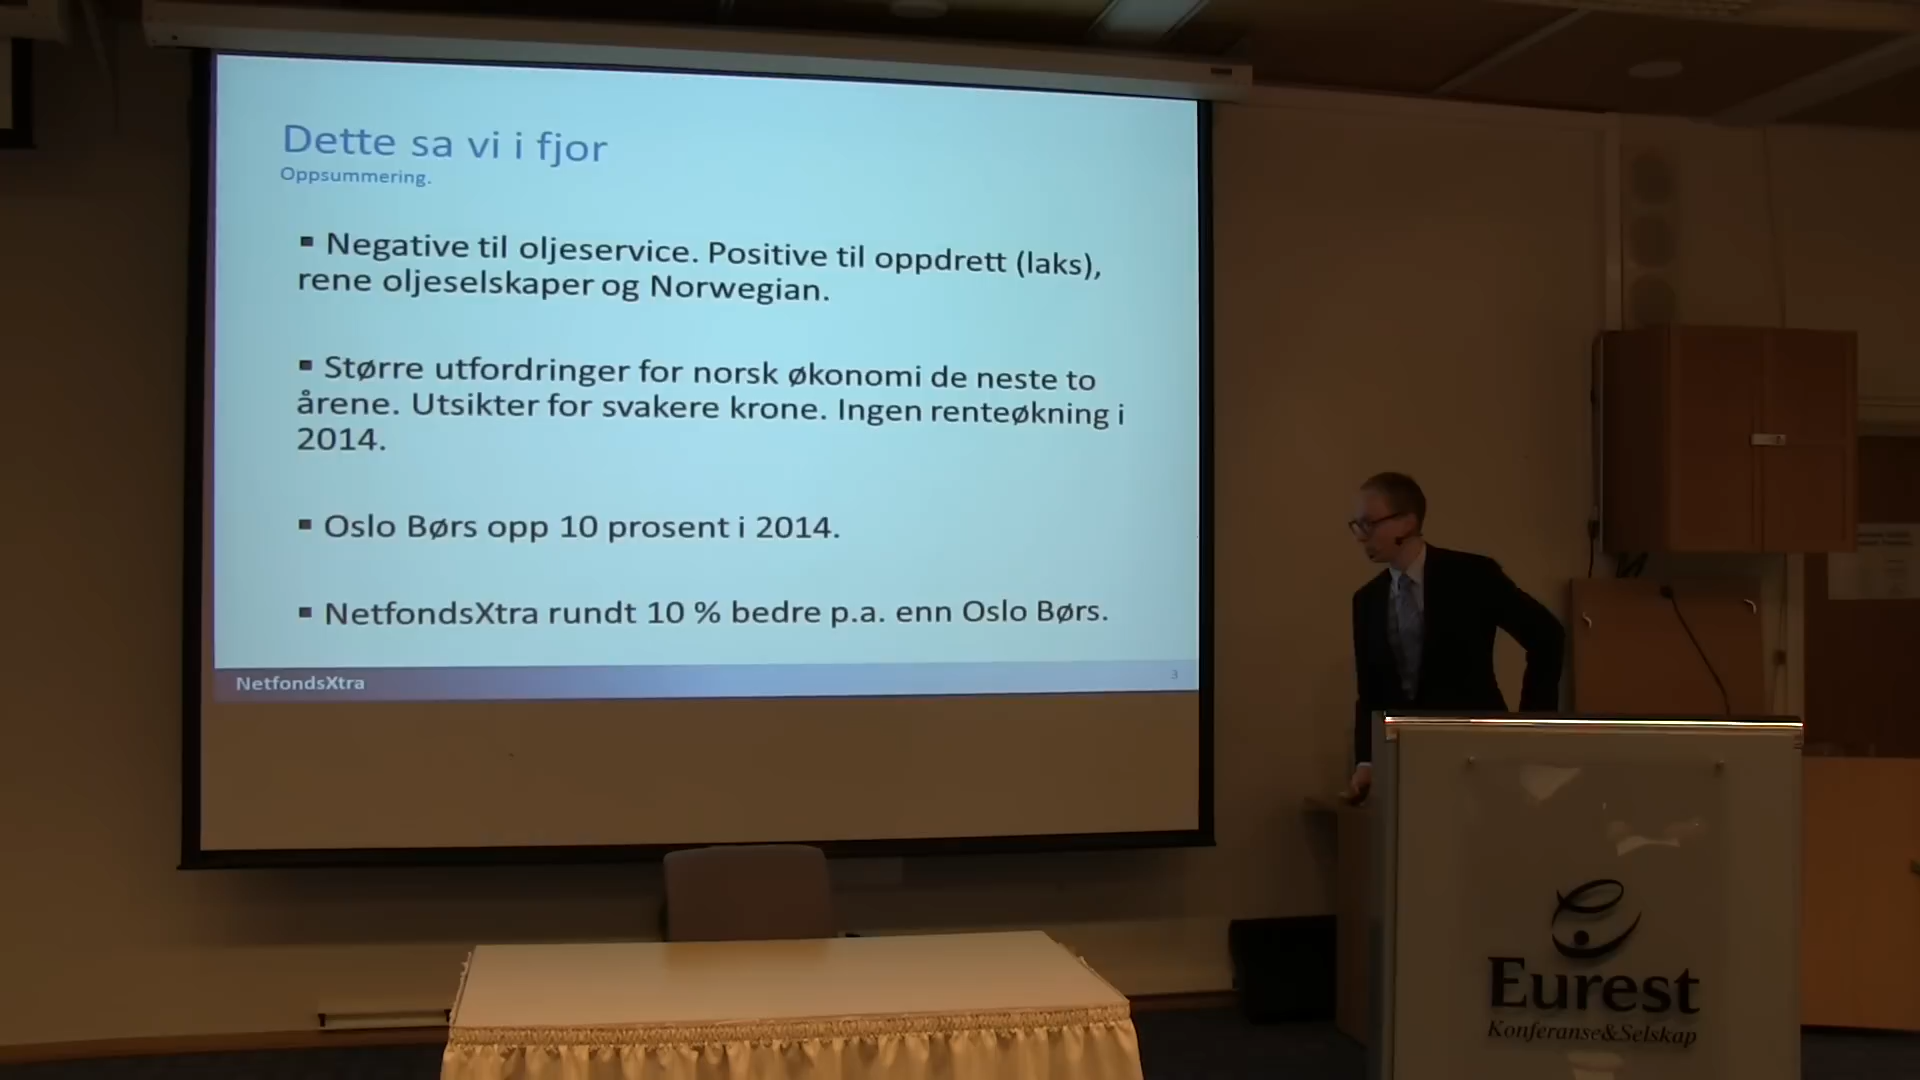 Dette sa vi i fjor
Oppsummering.
▪ Negative til oljeservice. Positive til oppdrett (laks),
rene oljeselskaper og Norwegian.
▪ Større utfordringer for norsk økonomi de neste to
årene. Utsikter for svakere krone. Ingen renteøkning i
2014.
▪ Oslo Børs opp 10 prosent i 2014.
▪ NetfondsXtra rundt 10 % bedre p.a. enn Oslo Børs.
NetfondsXtra
3
Eurest
Konferanse&Selskap